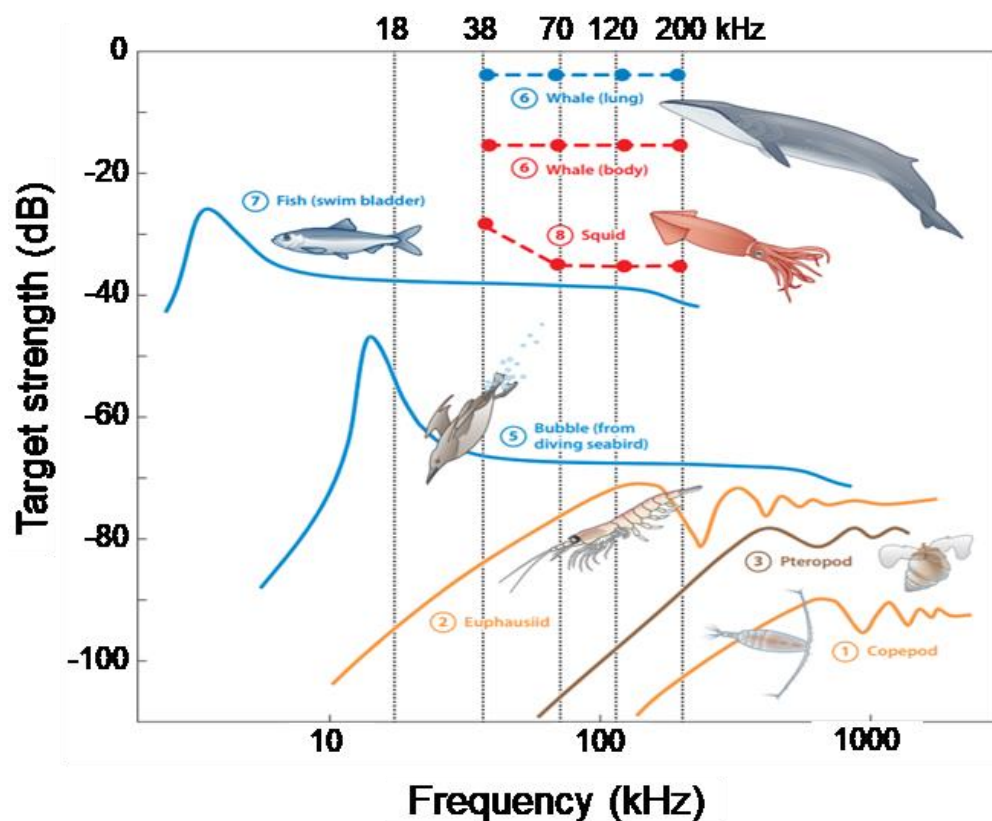 18 38 70 120 200 kHz
0
6 Whale (lung)
-20
6 Whale (body)
7 Fish (swim bladder)
8 Squid
-40
-60
5 Bubble (from
diving seabird)
-80
3 Pteropod
2 Euphausiid
1 Copepod
-100
10 100 1000
Target strength (dB)
Frequency (kHz)